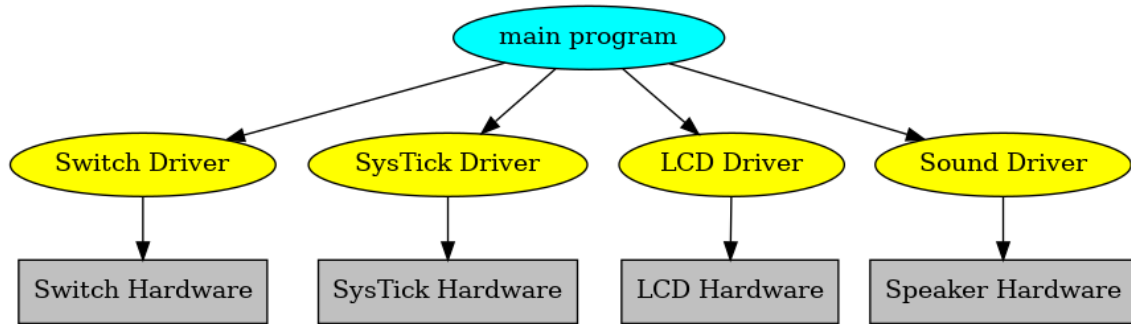 main program
Switch Driver
SysTick Driver
LCD Driver
Sound Driver
Switch Hardware
SysTick Hardware
LCD Hardware
Speaker Hardware